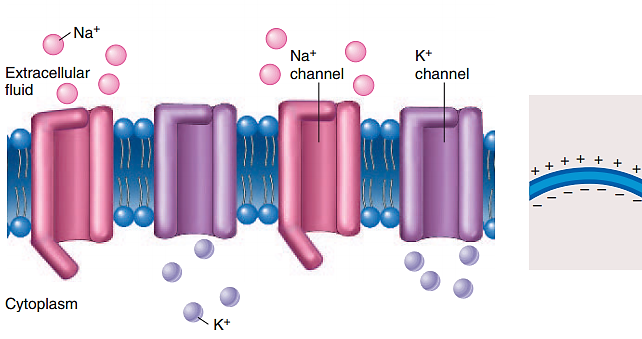 Na+
Extracellular
fluid
Na+
channel
K+
channel
+ + + + + + +
− − − − − − −
Cytoplasm
K+